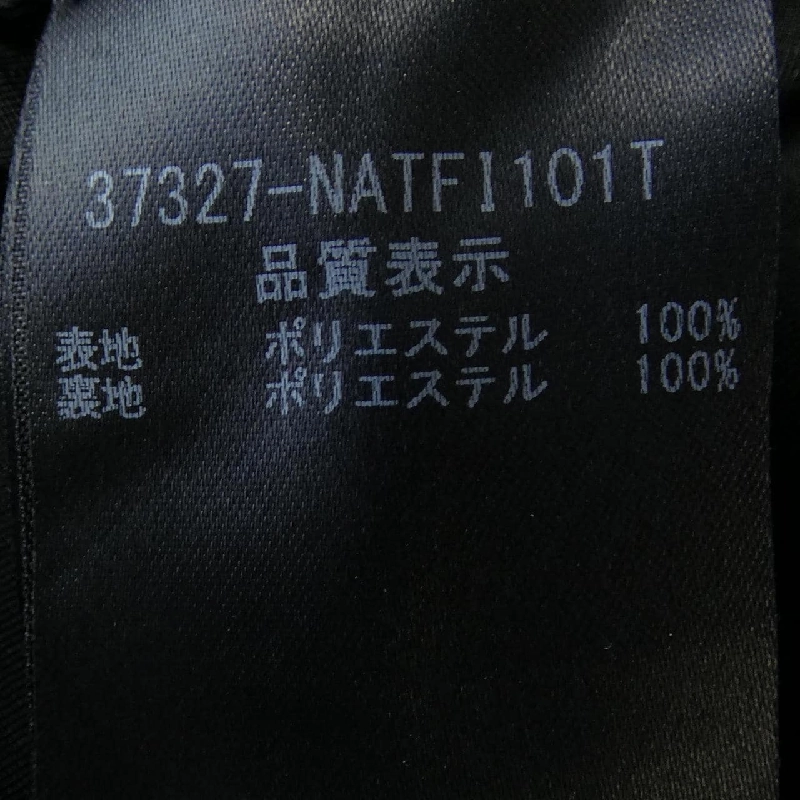 37327-NATFI101T
品質表示
表地 ポリエステル 100%
裏地 ポリエステル 100%